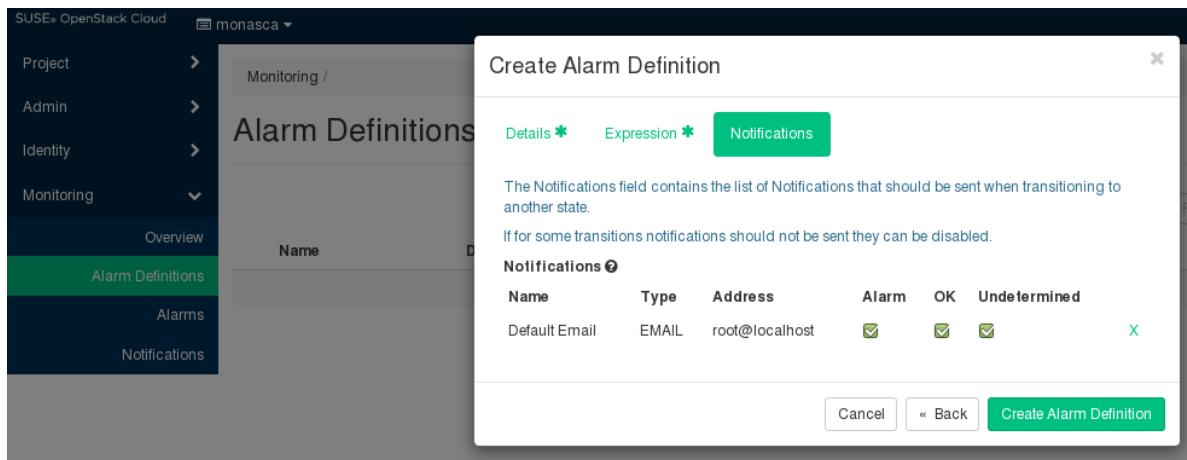 SUSE® OpenStack Cloud
monasca
Project
Admin
Identity
Monitoring
Overview
Alarm Definitions
Alarms
Notifications
Monitoring /
Alarm Definitions
Name
Create Alarm Definition
×
Details *
Expression *
Notifications
The Notifications field contains the list of Notifications that should be sent when transitioning to
another state.
If for some transitions notifications should not be sent they can be disabled.
Notifications ?
Name Type Address Alarm OK Undetermined
Default Email EMAIL root@localhost X
Cancel « Back Create Alarm Definition